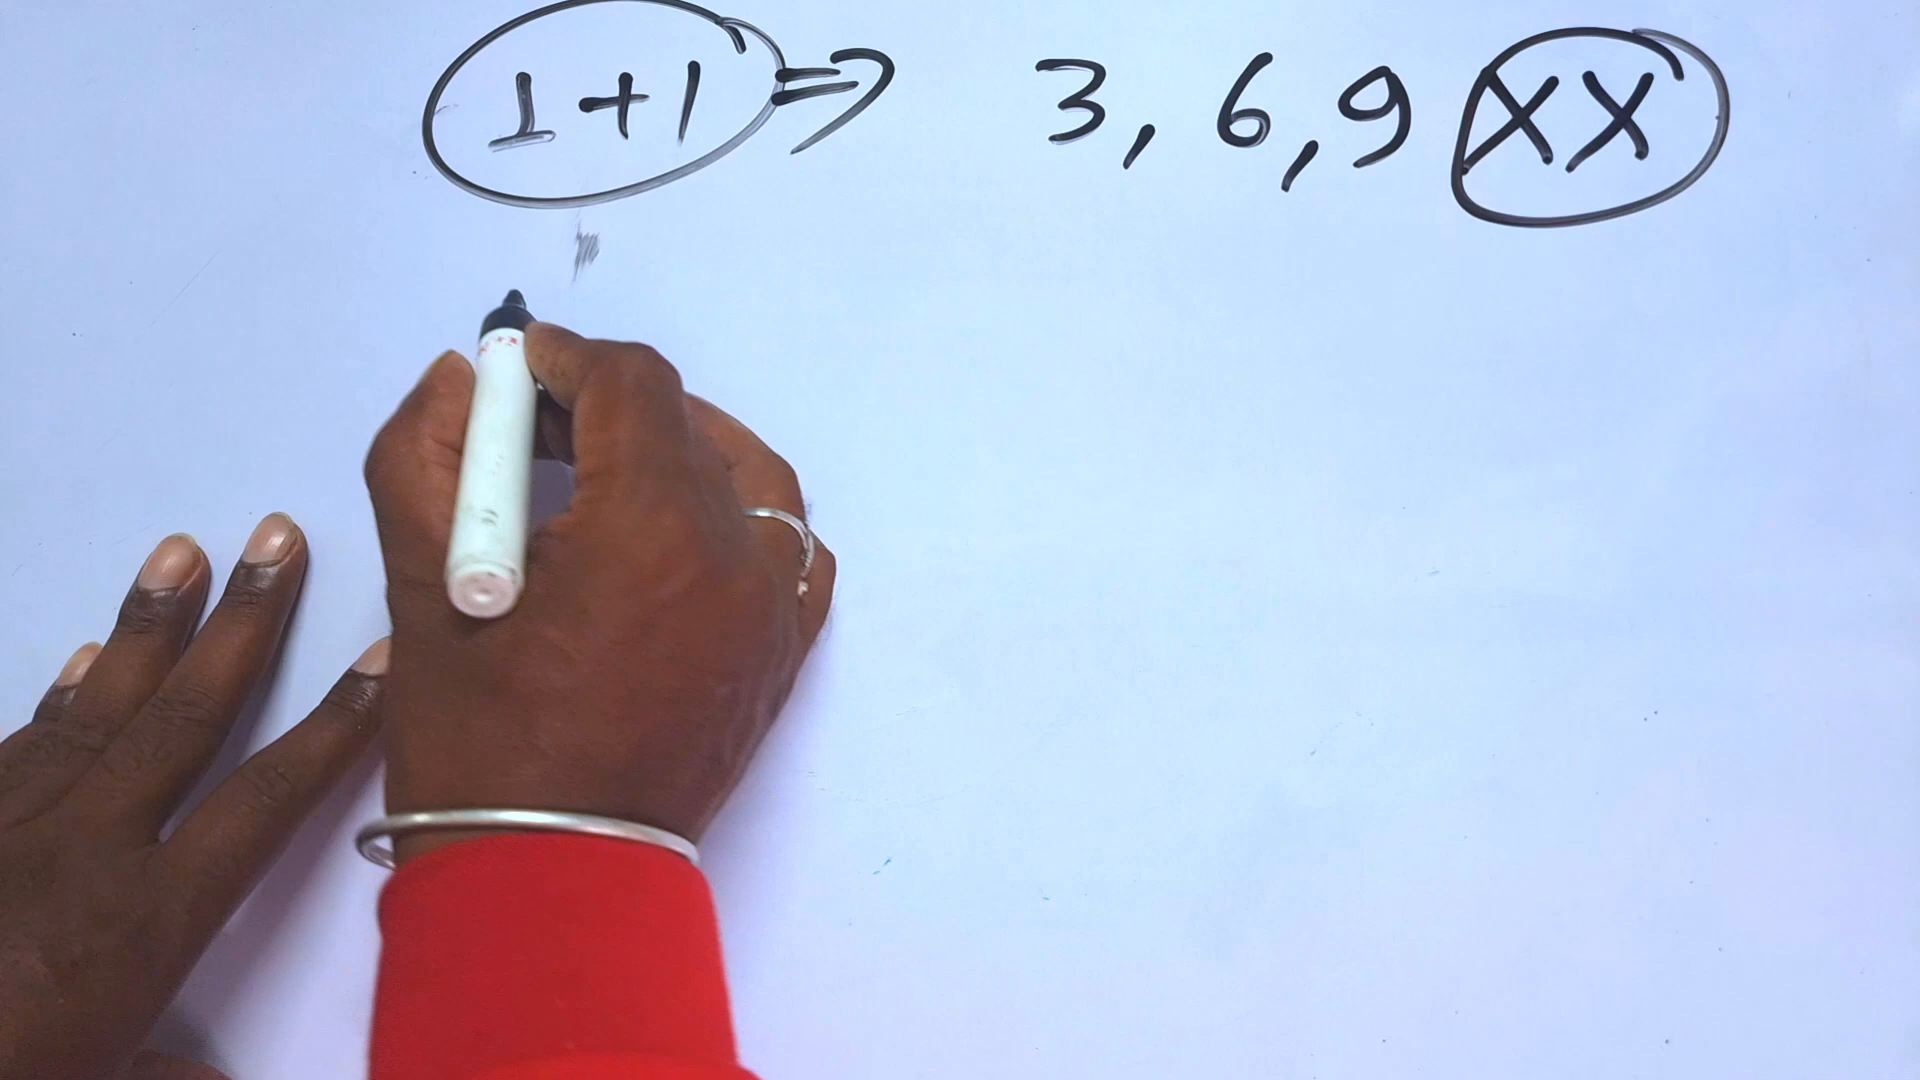 1+1 => 3, 6, 9 XX